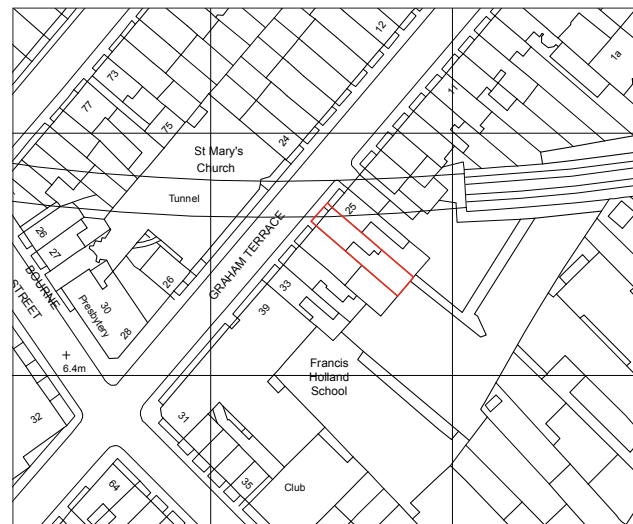 12
73
1a
77
11
75
24
St Mary's
Church
Tunnel
25
GRAHAM TERRACE
26
27
BOURNE
STREET
26
33
30
Presbytery
39
28
6.4m
Francis
Holland
School
32
31
35
Club
64